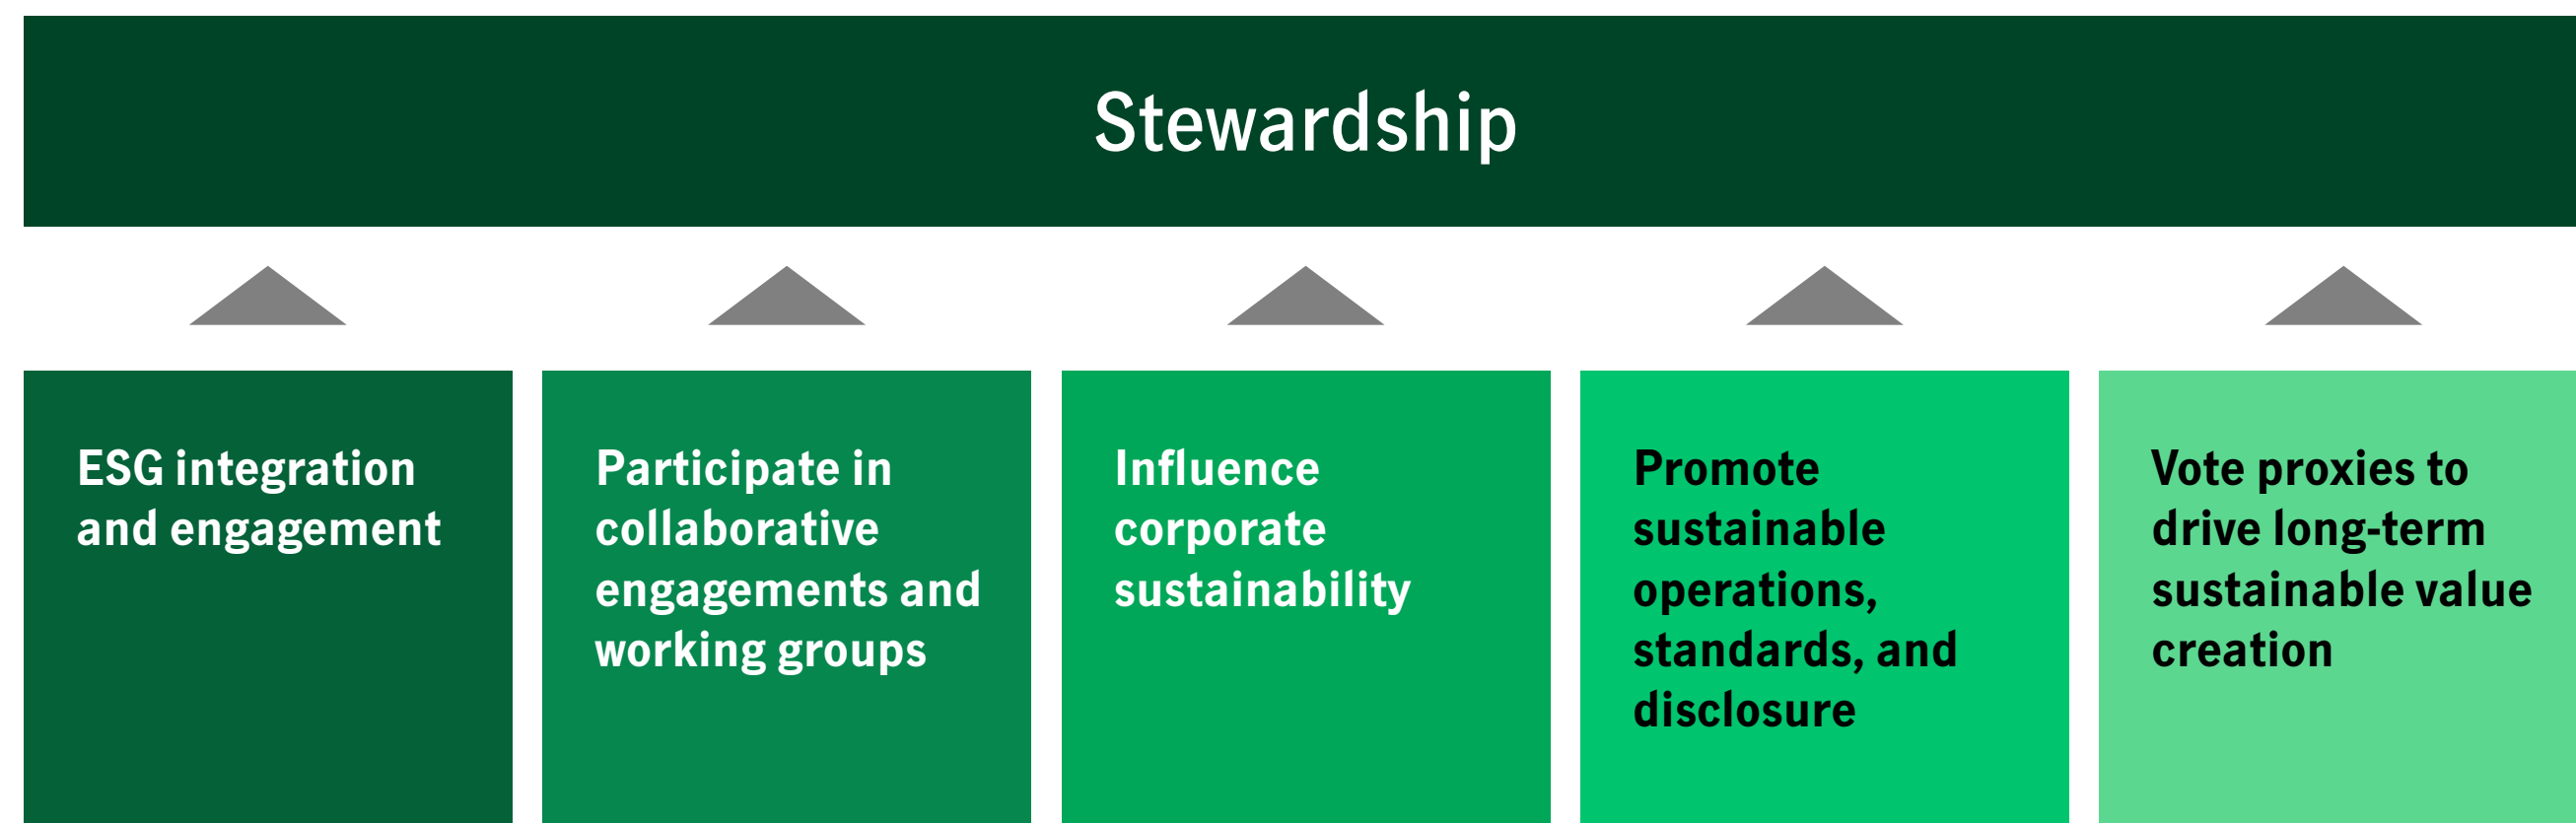 Stewardship
ESG integration
and engagement
Participate in
collaborative
engagements and
working groups
Influence
corporate
sustainability
Promote
sustainable
operations,
standards, and
disclosure
Vote proxies to
drive long-term
sustainable value
creation